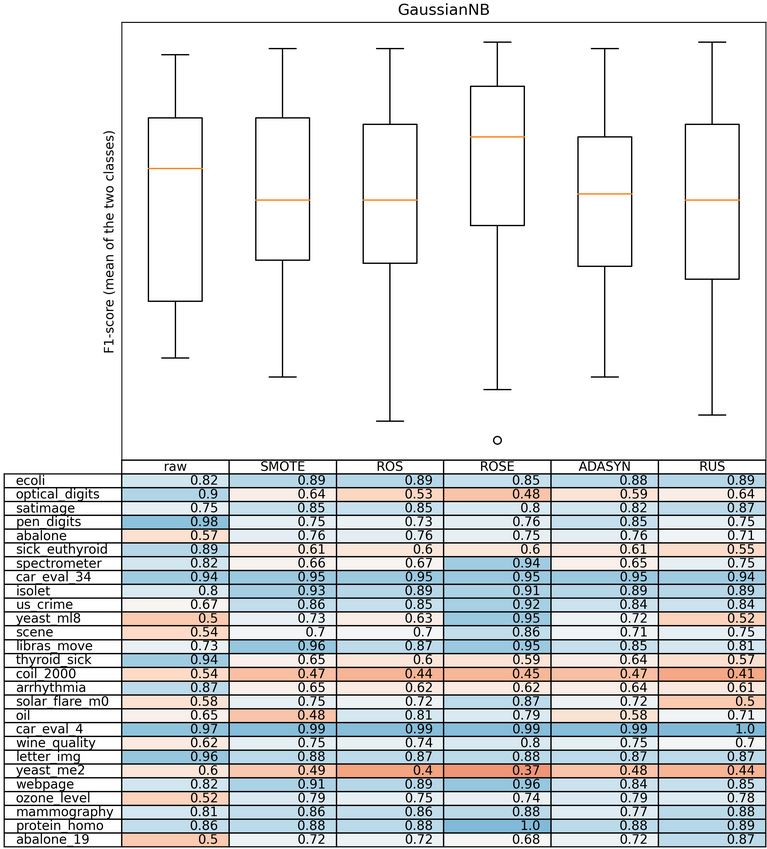 GaussianNB
F1-score (mean of the two classes)
raw SMOTE ROS ROSE ADASYN RUS
ecoli 0.82 0.89 0.89 0.85 0.88 0.89
optical_digits 0.9 0.64 0.53 0.48 0.59 0.64
satimage 0.75 0.85 0.85 0.8 0.82 0.87
pen_digits 0.98 0.75 0.73 0.76 0.85 0.75
abalone 0.57 0.76 0.76 0.75 0.76 0.71
sick_euthyroid 0.89 0.61 0.6 0.6 0.61 0.55
spectrometer 0.82 0.66 0.67 0.94 0.65 0.75
car_eval_34 0.94 0.95 0.95 0.95 0.95 0.94
isolet 0.8 0.93 0.89 0.91 0.89 0.89
us_crime 0.67 0.86 0.85 0.92 0.84 0.84
yeast_ml8 0.5 0.73 0.63 0.95 0.72 0.52
scene 0.54 0.7 0.7 0.86 0.71 0.75
libras_move 0.73 0.96 0.87 0.95 0.85 0.81
thyroid_sick 0.94 0.65 0.6 0.59 0.64 0.57
coil_2000 0.54 0.47 0.44 0.45 0.47 0.41
arrhythmia 0.87 0.65 0.62 0.62 0.64 0.61
solar_flare_m0 0.58 0.75 0.72 0.87 0.72 0.5
oil 0.65 0.48 0.81 0.79 0.58 0.71
car_eval_4 0.97 0.99 0.99 0.99 0.99 1.0
wine_quality 0.62 0.75 0.74 0.8 0.75 0.7
letter_img 0.96 0.88 0.87 0.88 0.87 0.87
yeast_me2 0.6 0.49 0.4 0.37 0.48 0.44
webpage 0.82 0.91 0.89 0.96 0.84 0.85
ozone_level 0.52 0.79 0.75 0.74 0.79 0.78
mammography 0.81 0.86 0.86 0.88 0.77 0.88
protein_homo 0.86 0.88 0.88 1.0 0.88 0.89
abalone_19 0.5 0.72 0.72 0.68 0.72 0.87